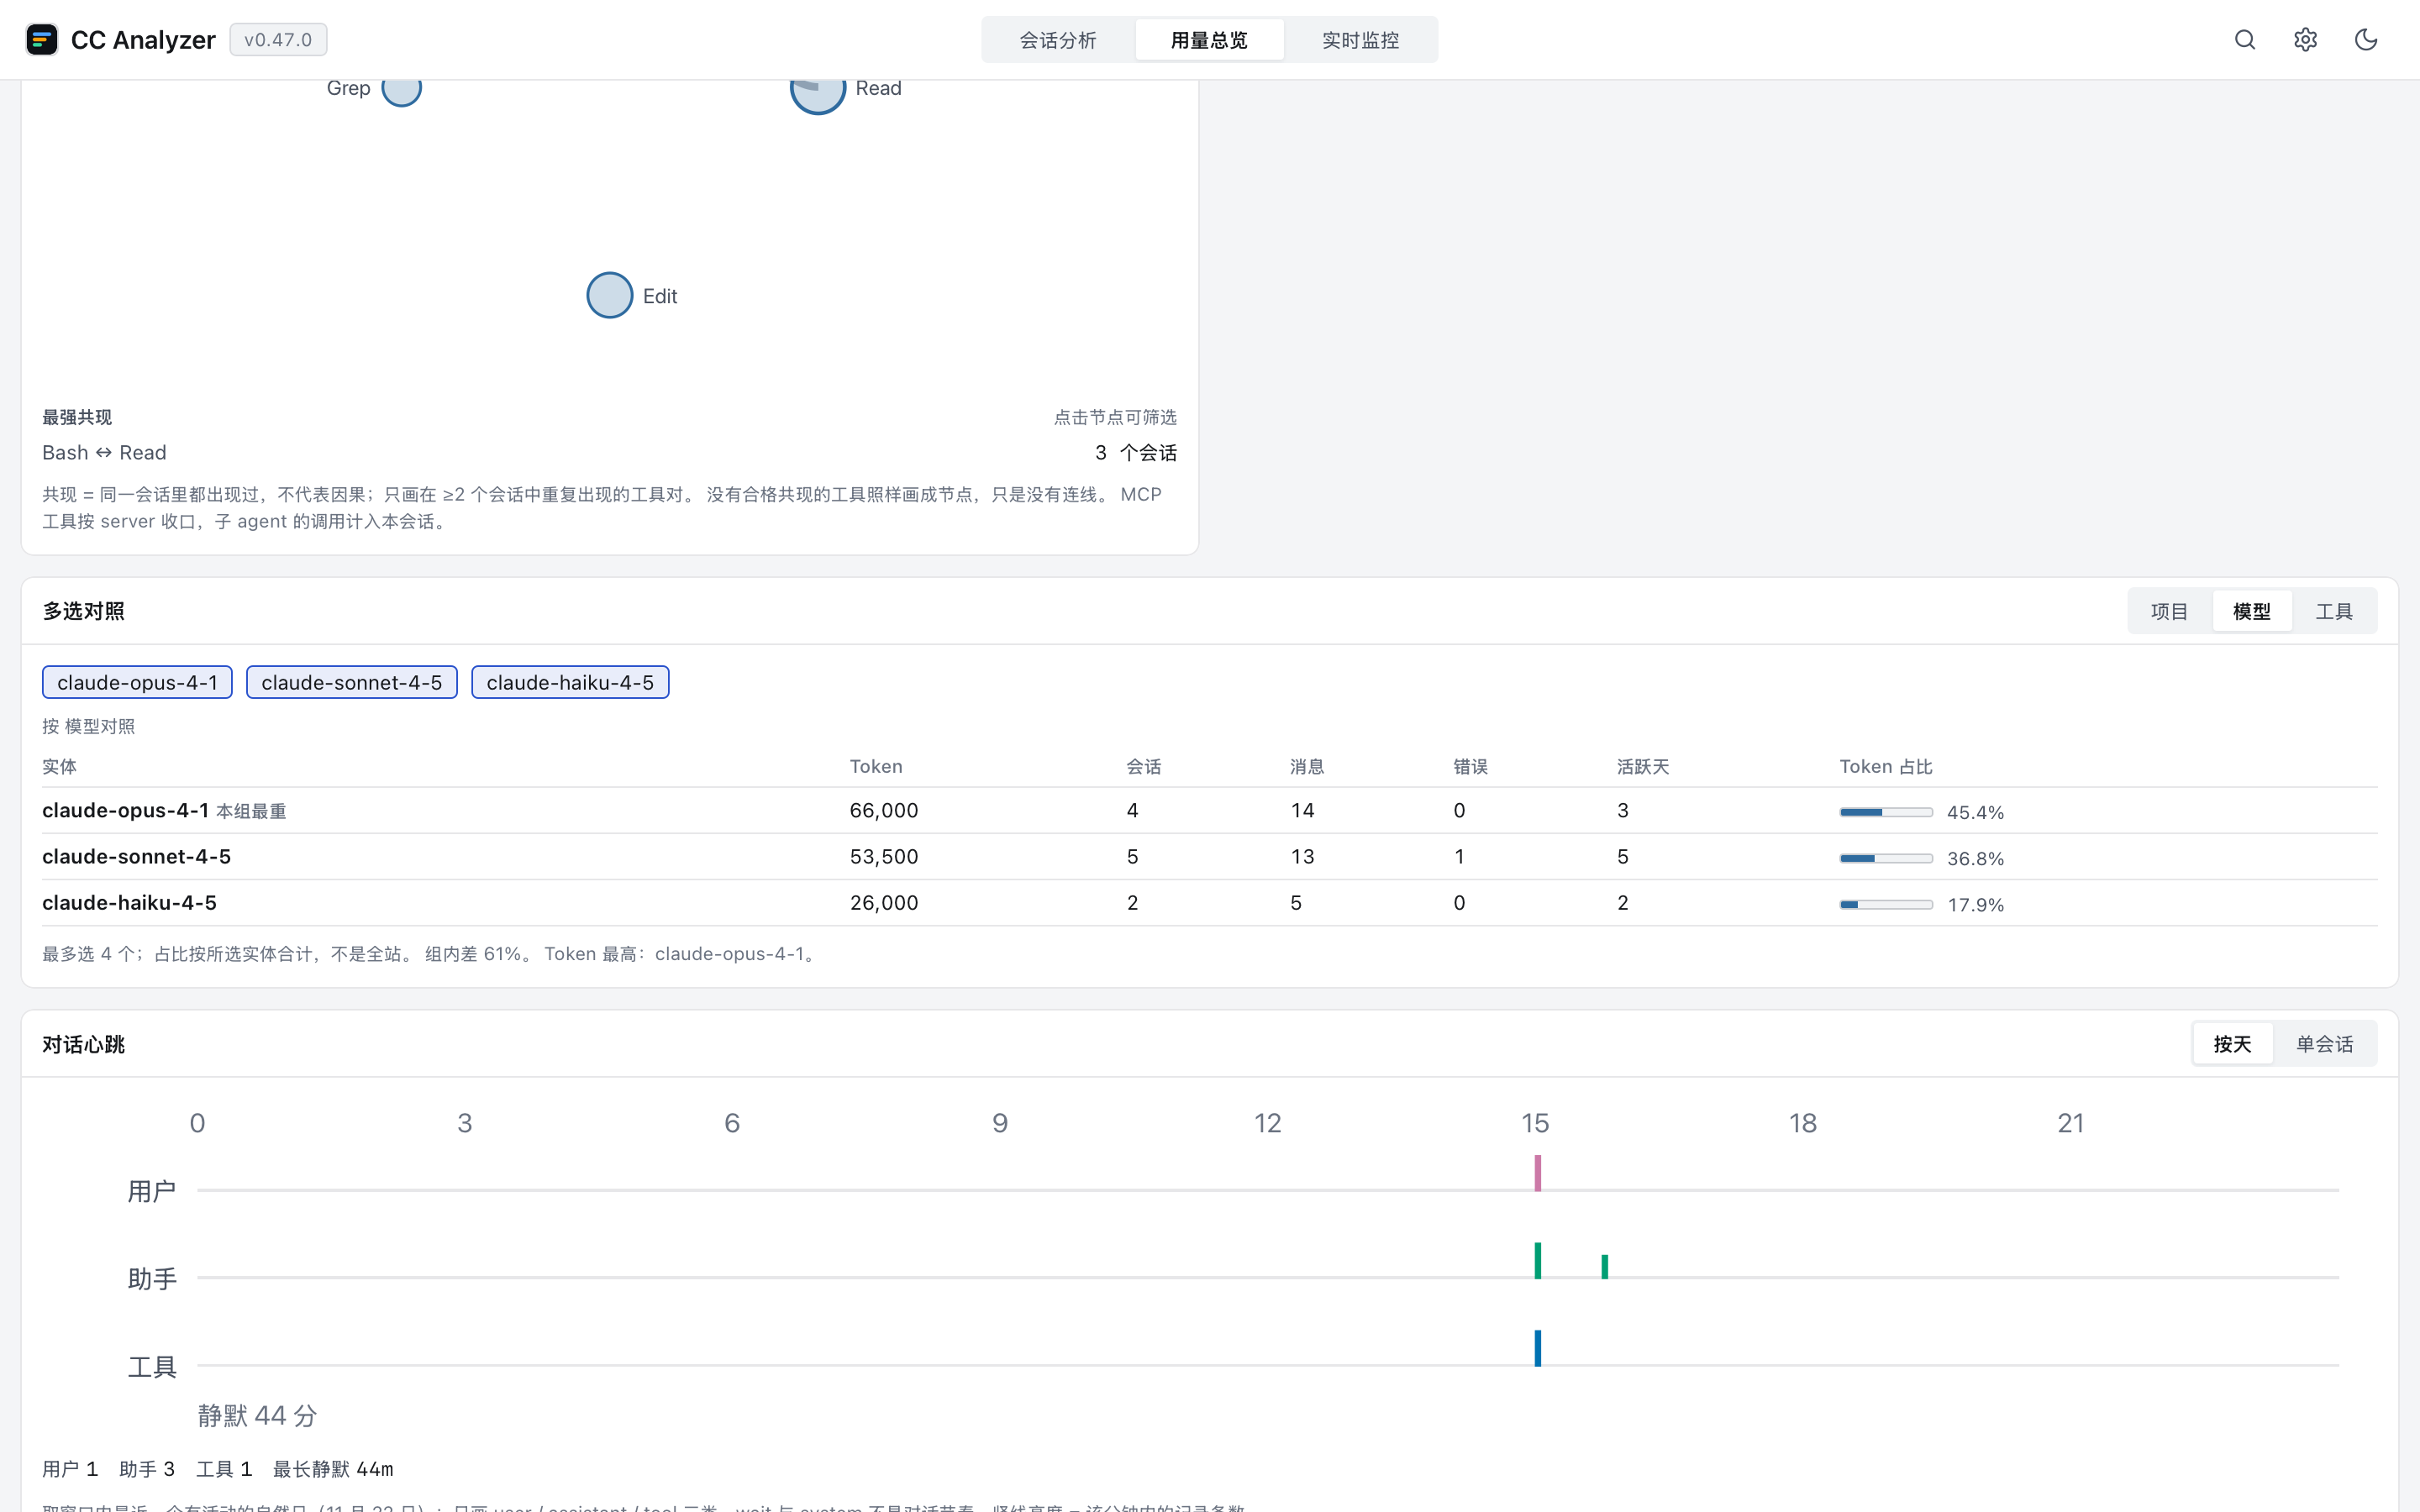 CC Analyzer v0.47.0 会话分析 用量总览 实时监控
Grep Read
Edit
最强共现 点击节点可筛选
Bash ↔ Read 3 个会话
共现 = 同一会话里都出现过，不代表因果；只画在 ≥2 个会话中重复出现的工具对。 没有合格共现的工具照样画成节点，只是没有连线。 MCP
工具按 server 收口，子 agent 的调用计入本会话。
多选对照 项目 模型 工具
claude-opus-4-1 claude-sonnet-4-5 claude-haiku-4-5
按 模型对照
实体 Token 会话 消息 错误 活跃天 Token 占比
claude-opus-4-1 本组最重 66,000 4 14 0 3 45.4%
claude-sonnet-4-5 53,500 5 13 1 5 36.8%
claude-haiku-4-5 26,000 2 5 0 2 17.9%
最多选 4 个；占比按所选实体合计，不是全站。 组内差 61%。 Token 最高：claude-opus-4-1。
对话心跳 按天 单会话
0 3 6 9 12 15 18 21
用户
助手
工具
静默 44 分
用户 1 助手 3 工具 1 最长静默 44m